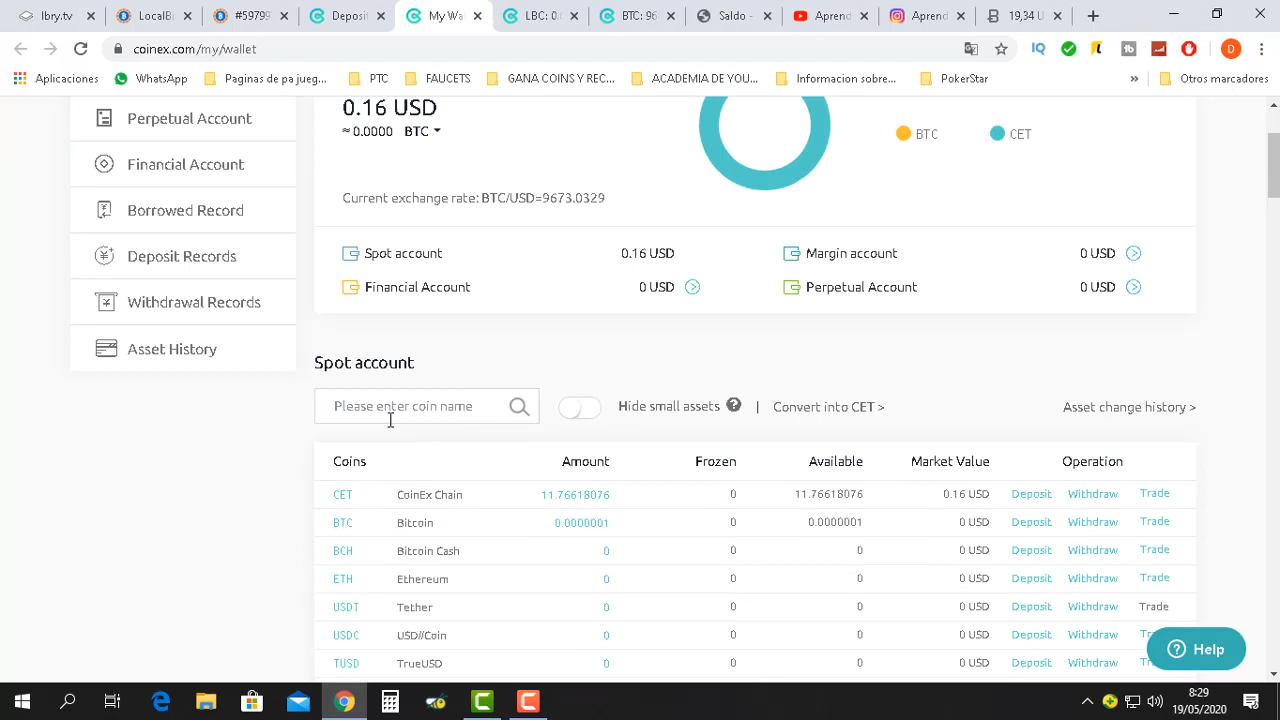 lbry.tv
LocalBi
#59799
Deposi
My Wa
LBC: 0.0
BTC: 96
Saldo
Aprend
Aprend
19,34 D
coinex.com/my/wallet
Aplicaciones
WhatsApp
Paginas de pa jueg...
PTC
FAUCETS
GANA COINS Y REC...
ACADEMIA DE YOU...
Informacion sobre...
PokerStar
»
Otros marcadores
Perpetual Account
Financial Account
Borrowed Record
Deposit Records
Withdrawal Records
Asset History
0.16 USD
≈ 0.0000 BTC
BTC
CET
Current exchange rate: BTC/USD=9673.0329
Spot account 0.16 USD Margin account 0 USD
Financial Account 0 USD Perpetual Account 0 USD
Spot account
Please enter coin name Hide small assets ? | Convert into CET > Asset change history >
Coins Amount Frozen Available Market Value Operation
CET CoinEx Chain 11.76618076 0 11.76618076 0.16 USD Deposit Withdraw Trade
BTC Bitcoin 0.0000001 0 0.0000001 0 USD Deposit Withdraw Trade
BCH Bitcoin Cash 0 0 0 0 USD Deposit Withdraw Trade
ETH Ethereum 0 0 0 0 USD Deposit Withdraw Trade
USDT Tether 0 0 0 0 USD Deposit Withdraw Trade
USDC USD//Coin 0 0 0 0 USD Deposit Withdraw
TUSD TrueUSD 0 0 0 0 USD Deposit Withdraw
Help
8:29
19/05/2020